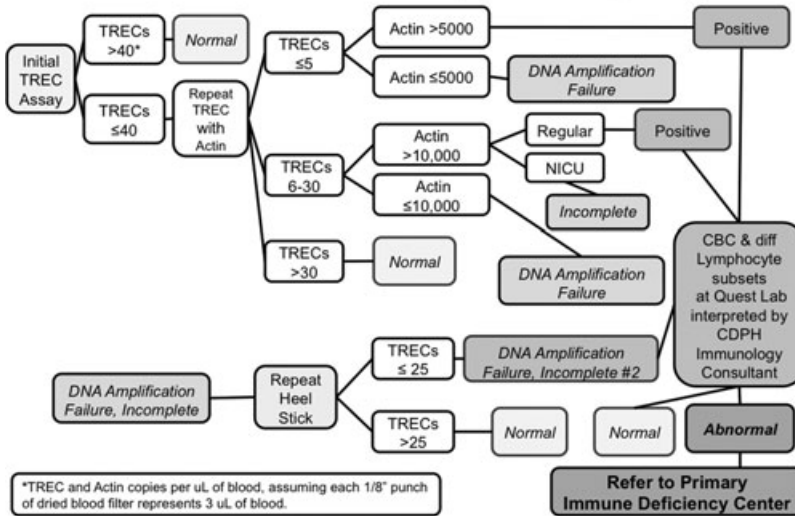 TRECs
>40*
Normal
Initial
TREC
Assay
TRECs
≤40
Repeat
TREC
with
Actin
TRECs
≤5
Actin >5000
Positive
Actin ≤5000
DNA Amplification
Failure
TRECs
6-30
Actin
>10,000
Regular
Positive
NICU
Incomplete
Actin
≤10,000
DNA Amplification
Failure
TRECs
>30
Normal
CBC & diff
Lymphocyte
subsets
at Quest Lab
interpreted by
CDPH
Immunology
Consultant
DNA Amplification
Failure, Incomplete
Repeat
Heel
Stick
TRECs
≤ 25
DNA Amplification
Failure, Incomplete #2
TRECs
>25
Normal
Normal
Abnormal
Refer to Primary
Immune Deficiency Center
*TREC and Actin copies per uL of blood, assuming each 1/8" punch
of dried blood filter represents 3 uL of blood.